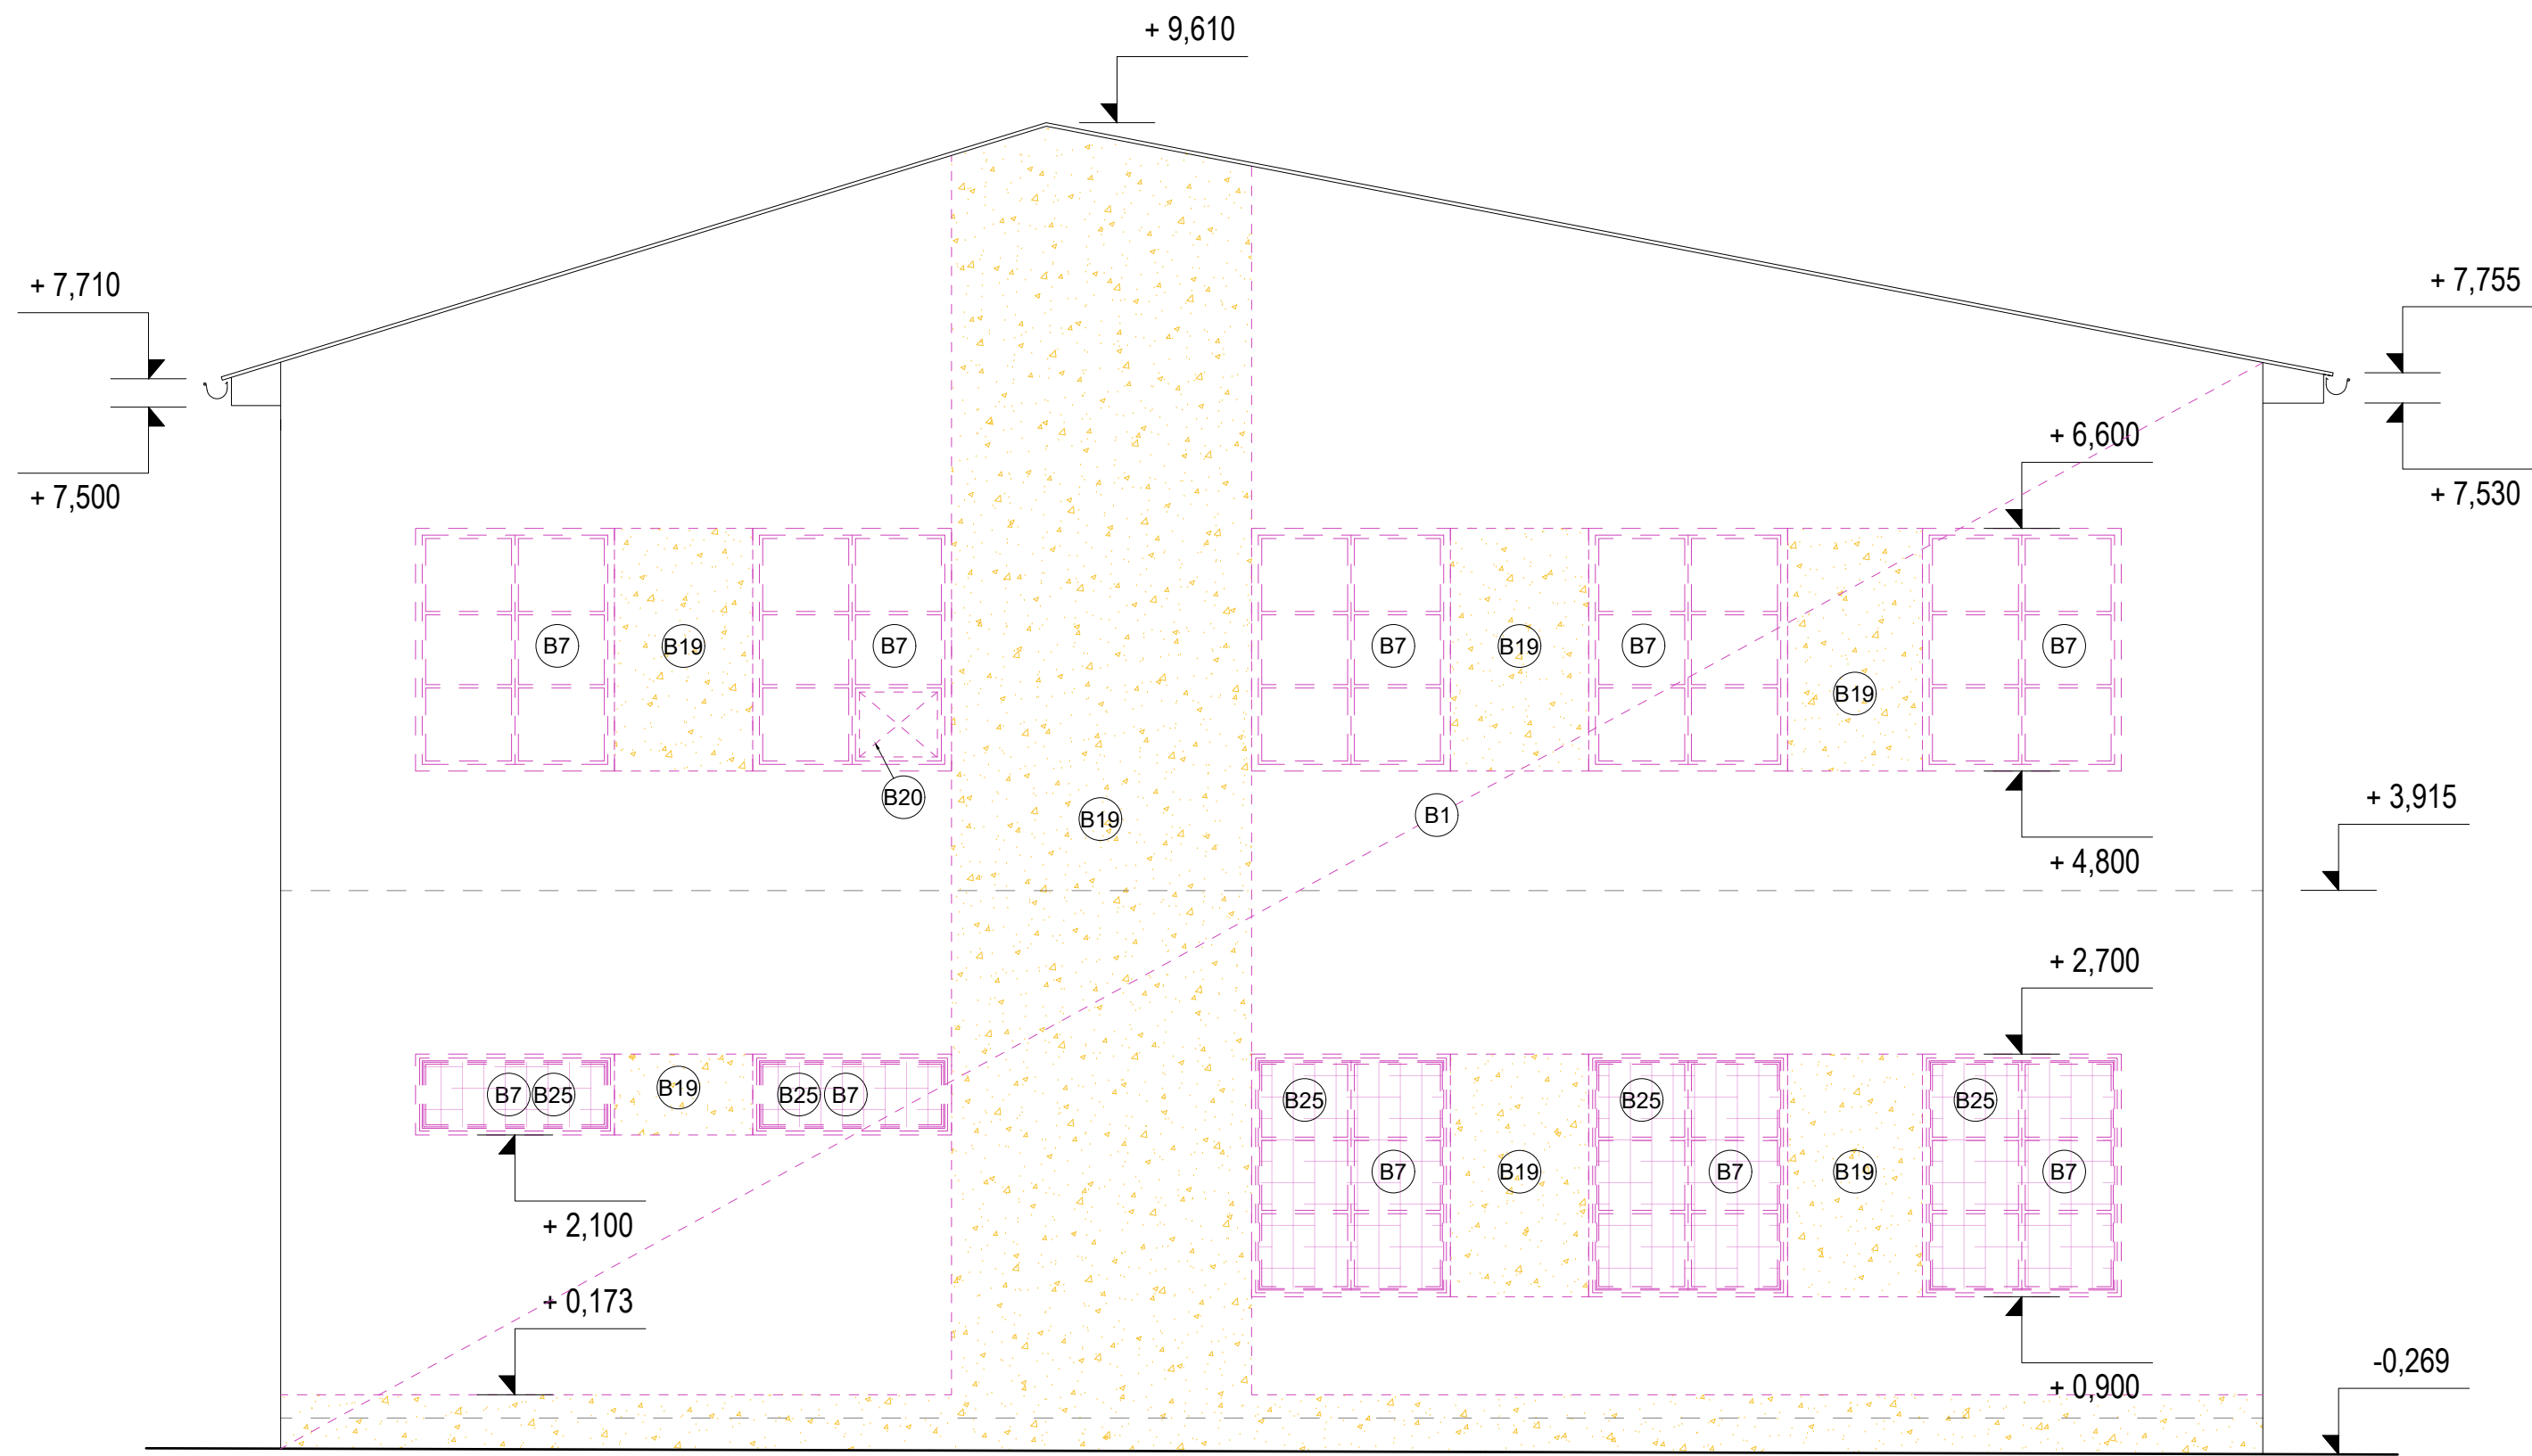 + 9,610
+ 7,710
+ 7,755
+ 7,500
+ 7,530
+ 6,600
B7
B19
B7
B7
B19
B7
B19
B7
B20
B19
B1
+ 4,800
+ 3,915
+ 2,700
B7
B25
B19
B25
B7
B25
B25
B25
B7
B19
B7
B19
B7
+ 2,100
+ 0,173
+ 0,900
-0,269